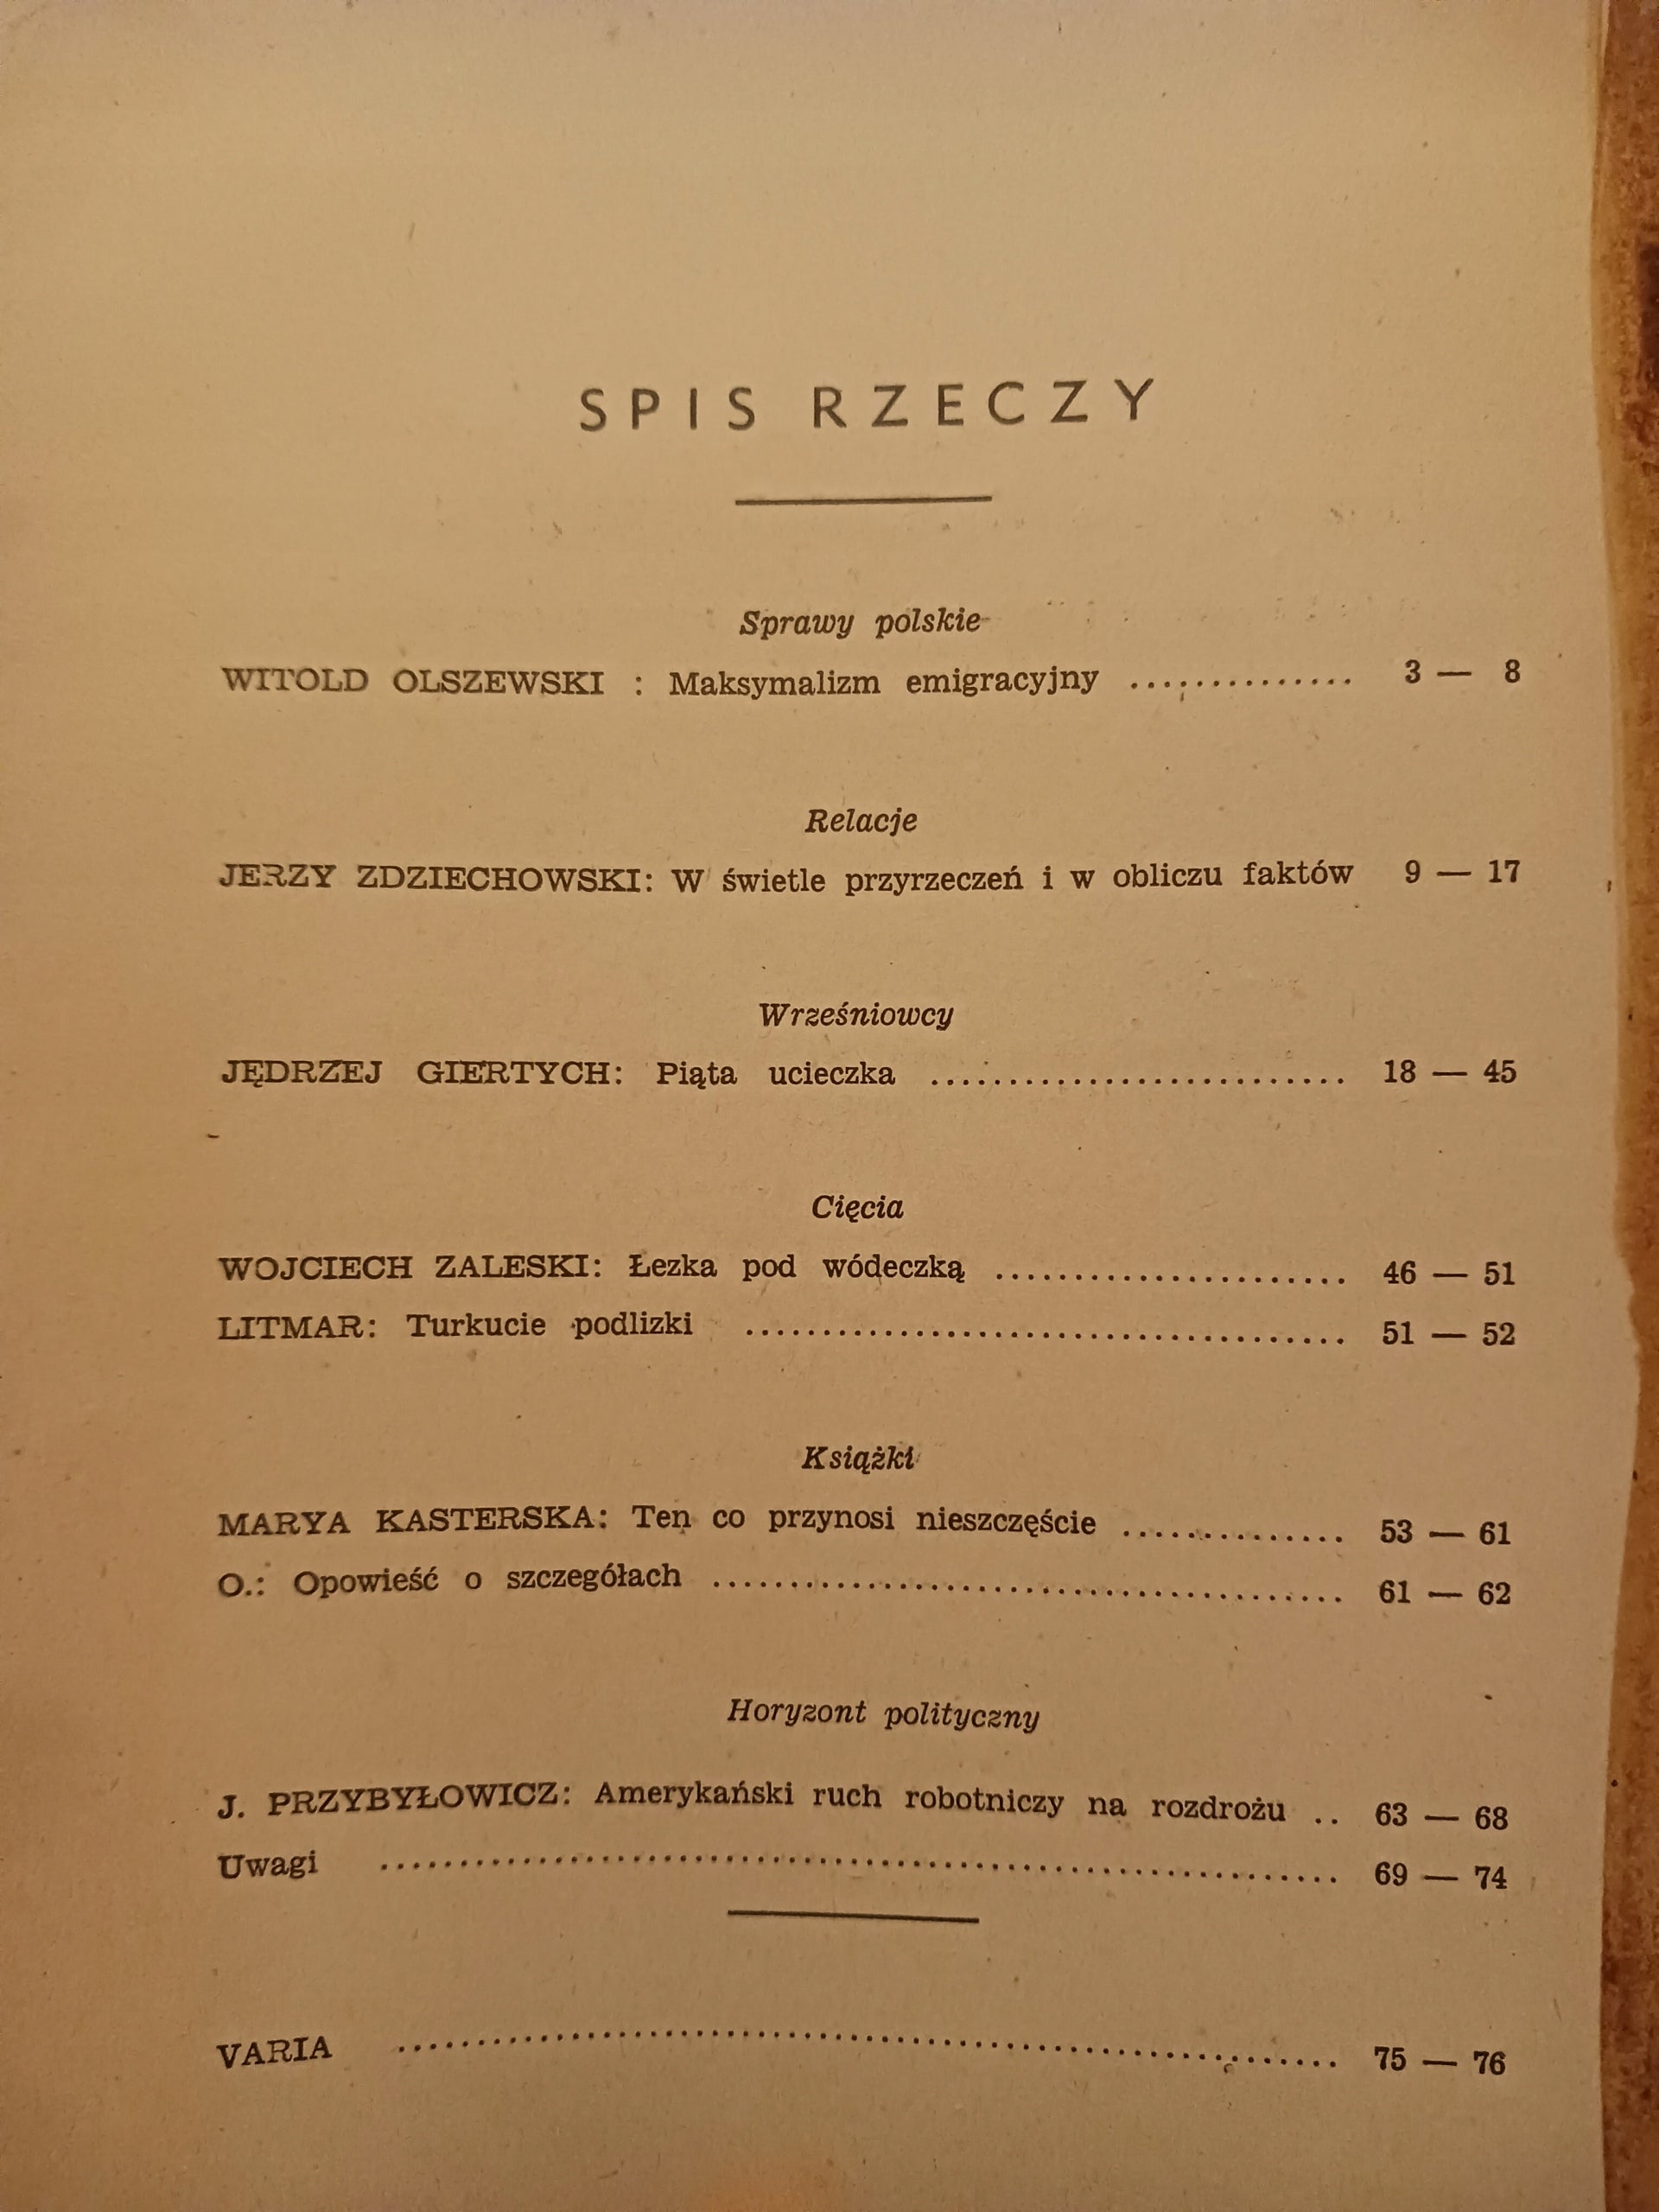 SPIS RZECZY
Sprawy polskie
WITOLD OLSZEWSKI : Maksymalizm emigracyjny .............. 3 — 8
Relacje
JERZY ZDZIECHOWSKI: W świetle przyrzeczeń i w obliczu faktów 9 — 17
Wrześniowcy
JĘDRZEJ GIERTYCH: Piąta ucieczka ........................... 18 — 45
Cięcia
WOJCIECH ZALESKI: Łezka pod wódeczką ....................... 46 — 51
LITMAR: Turkucie podlizki ....................................... 51 — 52
Książki
MARYA KASTERSKA: Ten co przynosi nieszczęście .............. 53 — 61
O.: Opowieść o szczegółach ......................................... 61 — 62
Horyzont polityczny
J. PRZYBYŁOWICZ: Amerykański ruch robotniczy na rozdrożu .. 63 — 68
Uwagi ............................................................. 69 — 74
VARIA ............................................................ 75 — 76